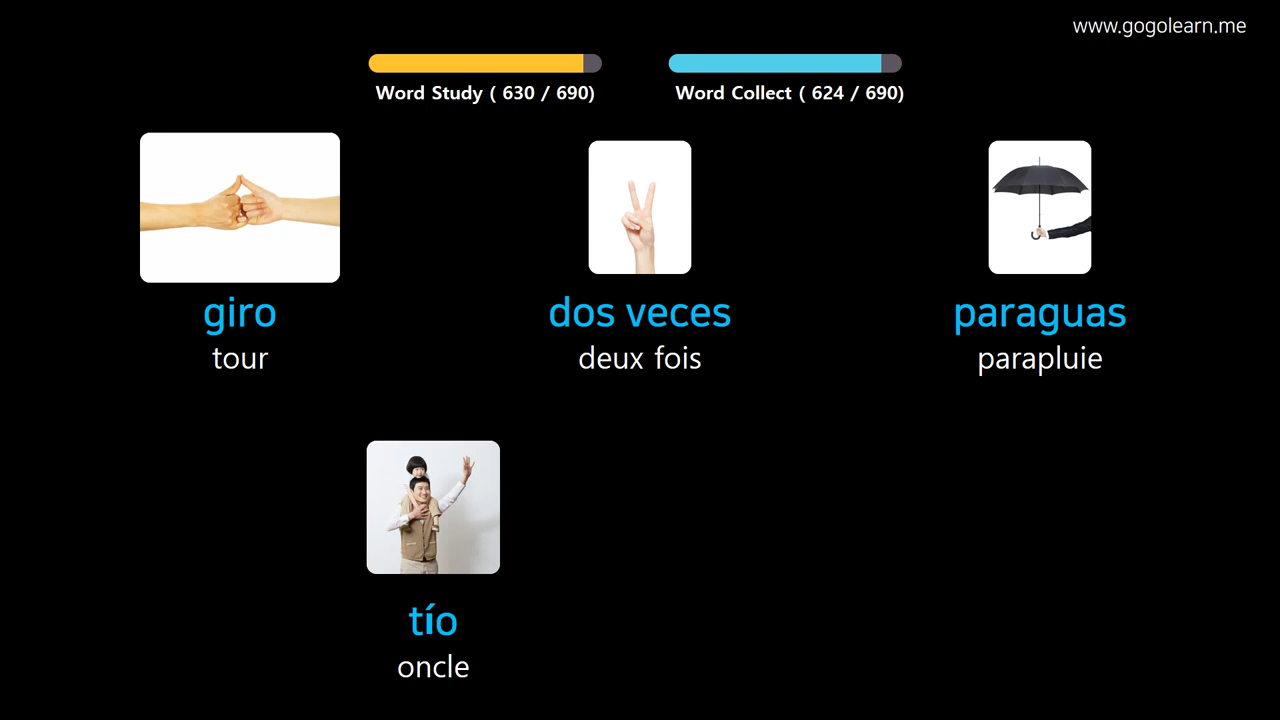 www.gogolearn.me
Word Study ( 630 / 690)
Word Collect ( 624 / 690)
giro
tour
dos veces
deux fois
paraguas
parapluie
tío
oncle